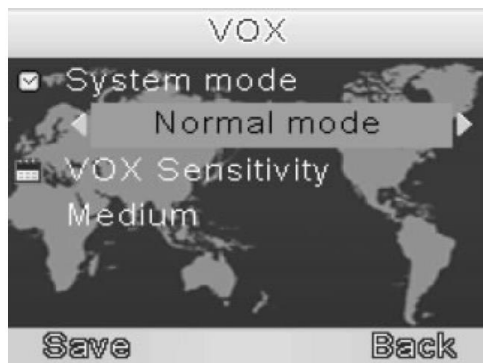 VOX
System mode
Normal mode
VOX Sensitivity
Medium
Save Back